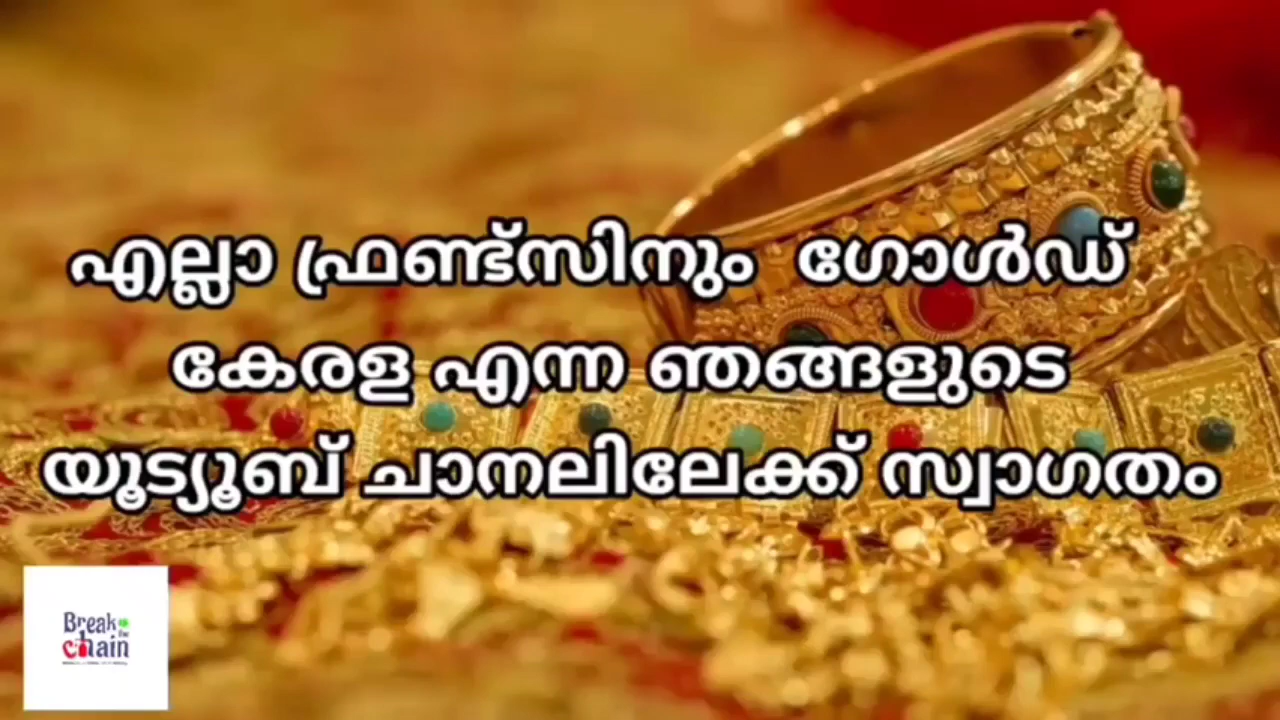 എല്ലാ ഫ്രണ്ട്സിനും ഗോൾഡ്
കേരള എന്ന ഞങ്ങളുടെ
യൂട്യൂബ് ചാനലിലേക്ക് സ്വാഗതം
Break the
Chain